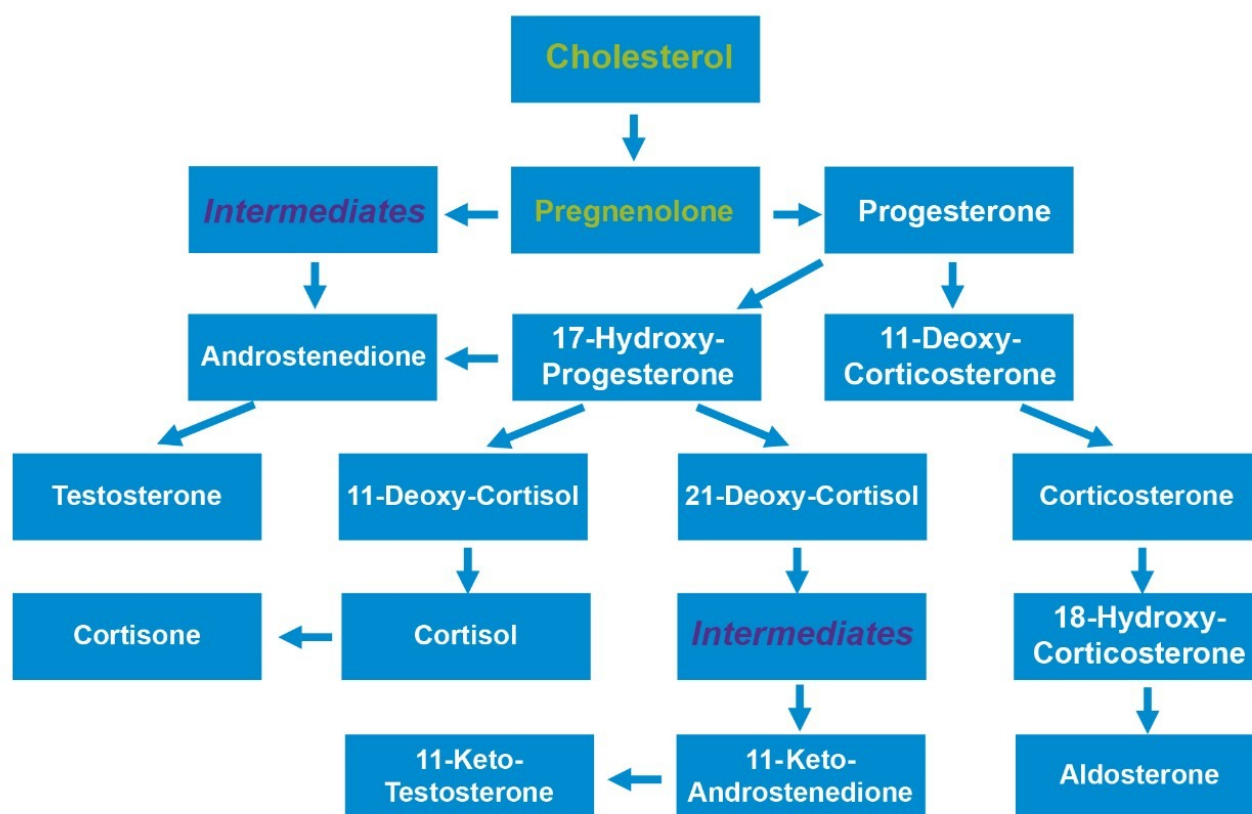 Cholesterol
Intermediates
Pregnenolone
Progesterone
Androstenedione
17-Hydroxy-
Progesterone
11-Deoxy-
Corticosterone
Testosterone
11-Deoxy-Cortisol
21-Deoxy-Cortisol
Corticosterone
Cortisone
Cortisol
Intermediates
18-Hydroxy-
Corticosterone
11-Keto-
Testosterone
11-Keto-
Androstenedione
Aldosterone